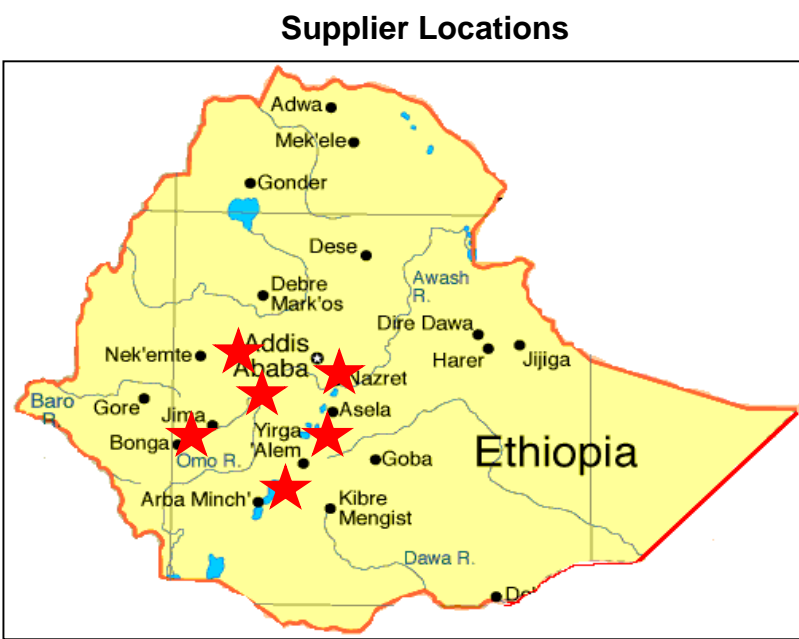 Supplier Locations
Adwa
Mek'ele
Gonder
Dese
Awash
R.
Debre
Mark'os
Dire Dawa
Addis
Ababa
Nek'emte
Harer
Jijiga
Nazret
Baro
R.
Gore
Jima
Asela
Bonga
Yirga
'Alem
Omo R.
Goba
Ethiopia
Arba Minch'
Kibre
Mengist
Dawa R.